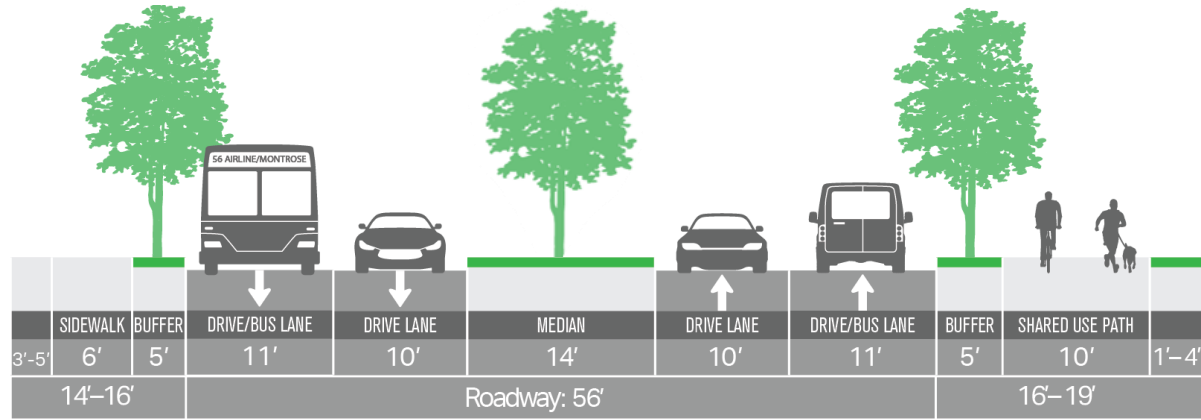 56 AIRLINE/MONTROSE
SIDEWALK BUFFER DRIVE/BUS LANE DRIVE LANE MEDIAN DRIVE LANE DRIVE/BUS LANE BUFFER SHARED USE PATH
3'-5' 6' 5' 11' 10' 14' 10' 11' 5' 10' 1'–4'
14'–16' Roadway: 56' 16'–19'